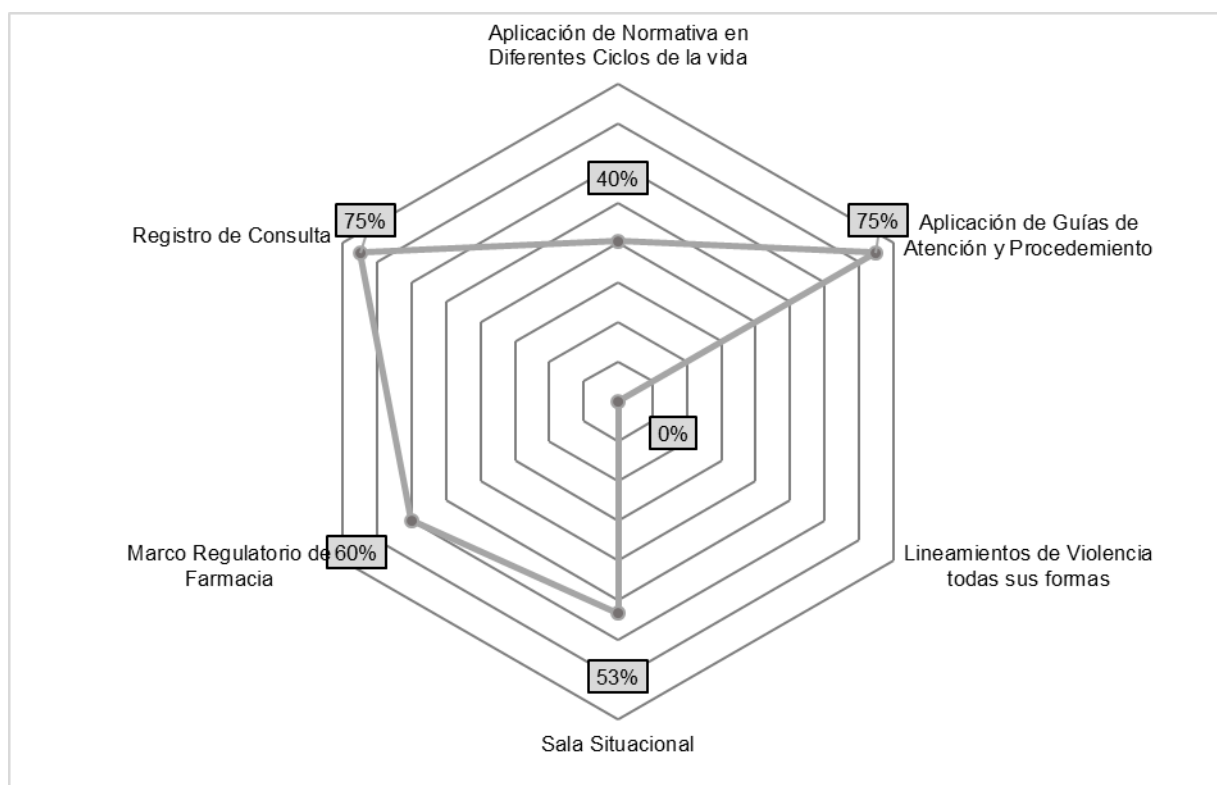 Aplicación de Normativa en
Diferentes Ciclos de la vida
40%
75%
Aplicación de Guías de
Atención y Procedemiento
0%
Lineamientos de Violencia
todas sus formas
53%
Sala Situacional
60%
Marco Regulatorio de
Farmacia
75%
Registro de Consulta